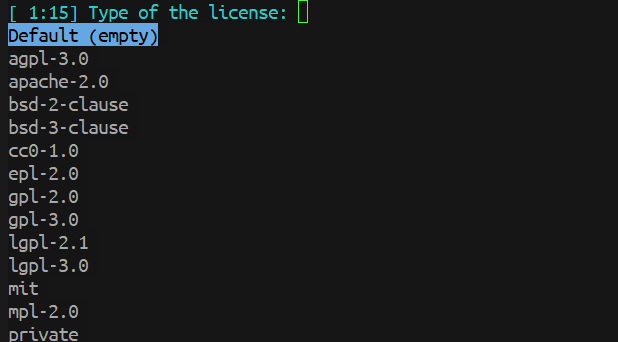 [ 1:15] Type of the license:
Default (empty)
agpl-3.0
apache-2.0
bsd-2-clause
bsd-3-clause
cc0-1.0
epl-2.0
gpl-2.0
gpl-3.0
lgpl-2.1
lgpl-3.0
mit
mpl-2.0
private